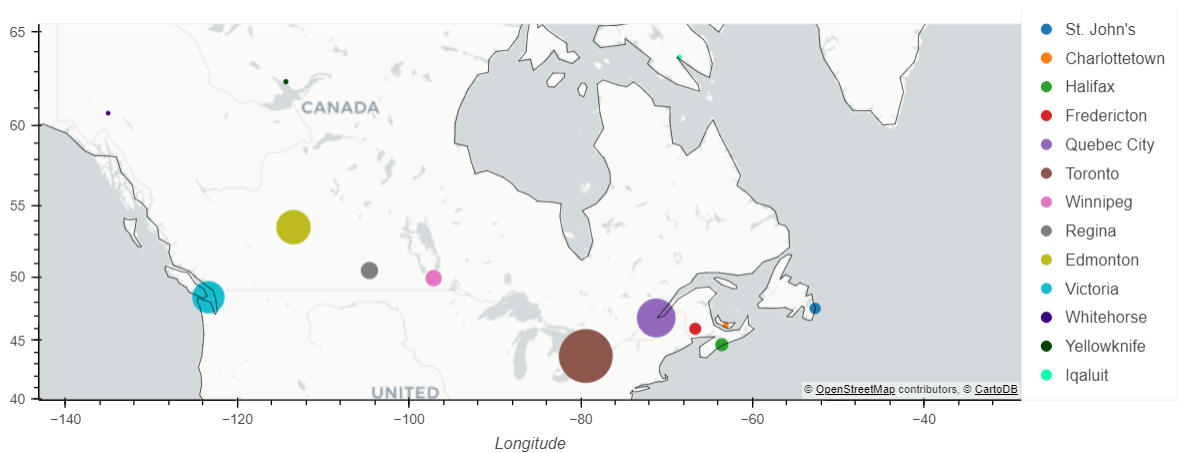 65
60
55
50
45
40
CANADA
UNITED
© OpenStreetMap contributors, © CartoDB
−140
−120
−100
−80
−60
−40
Longitude
St. John's
Charlottetown
Halifax
Fredericton
Quebec City
Toronto
Winnipeg
Regina
Edmonton
Victoria
Whitehorse
Yellowknife
Iqaluit